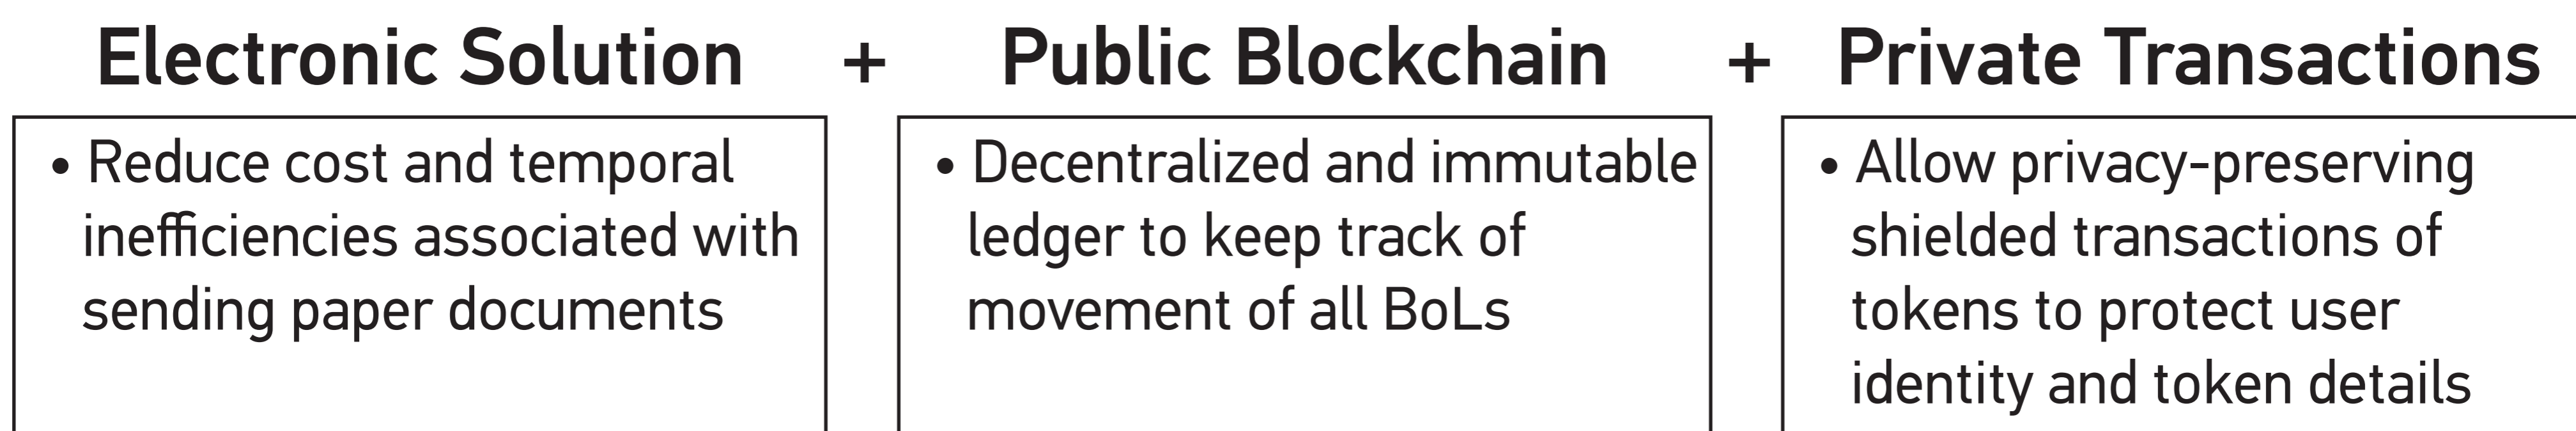 Electronic Solution + Public Blockchain + Private Transactions
• Reduce cost and temporal
inefficiencies associated with
sending paper documents
• Decentralized and immutable
ledger to keep track of
movement of all BoLs
• Allow privacy-preserving
shielded transactions of
tokens to protect user
identity and token details